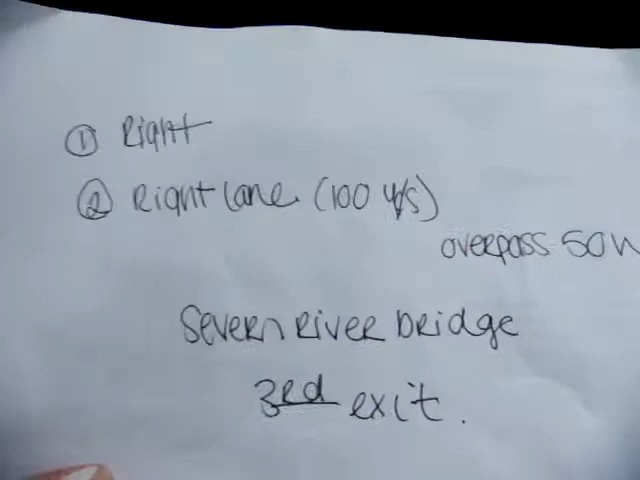 ① Right
② Right lane (100 yds)
overpass 50
Severn River bridge
3rd exit.